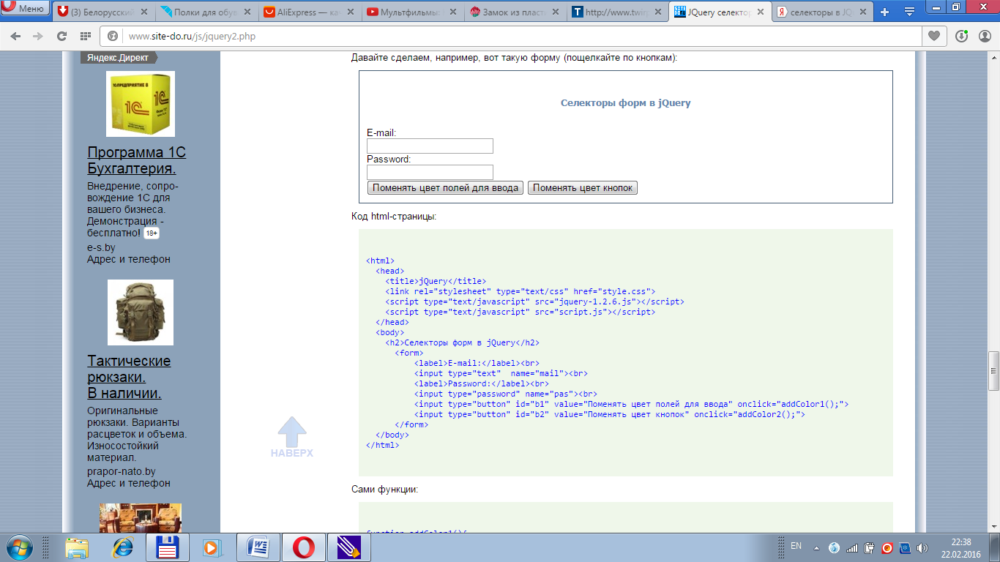 Меню
(3) Белорусский
Полки для обув
AliExpress — ка
Мультфильмы
Замок из пласт
http://www.twirp
JQuery селектор
селекторы в JQ
www.site-do.ru/js/jquery2.php
Яндекс.Директ
1С:ПРЕДПРИЯТИЕ 8
1С
1С
Программа 1С
Бухгалтерия.
Внедрение, сопро-
вождение 1С для
вашего бизнеса.
Демонстрация -
бесплатно! 18+
e-s.by
Адрес и телефон
Тактические
рюкзаки.
В наличии.
Оригинальные
рюкзаки. Варианты
расцветок и объема.
Износостойкий
материал.
prapor-nato.by
Адрес и телефон
НАВЕРХ
Давайте сделаем, например, вот такую форму (пощелкайте по кнопкам):
Селекторы форм в jQuery
E-mail:
Password:
Поменять цвет полей для ввода Поменять цвет кнопок
Код html-страницы:
<html>
<head>
<title>jQuery</title>
<link rel="stylesheet" type="text/css" href="style.css">
<script type="text/javascript" src="jquery-1.2.6.js"></script>
<script type="text/javascript" src="script.js"></script>
</head>
<body>
<h2>Селекторы форм в jQuery</h2>
<form>
<label>E-mail:</label><br>
<input type="text"  name="mail"><br>
<label>Password:</label><br>
<input type="password" name="pas"><br>
<input type="button" id="b1" value="Поменять цвет полей для ввода" onclick="addColor1();">
<input type="button" id="b2" value="Поменять цвет кнопок" onclick="addColor2();">
</form>
</body>
</html>
Сами функции:
function addColor1(){
EN
22:38
22.02.2016